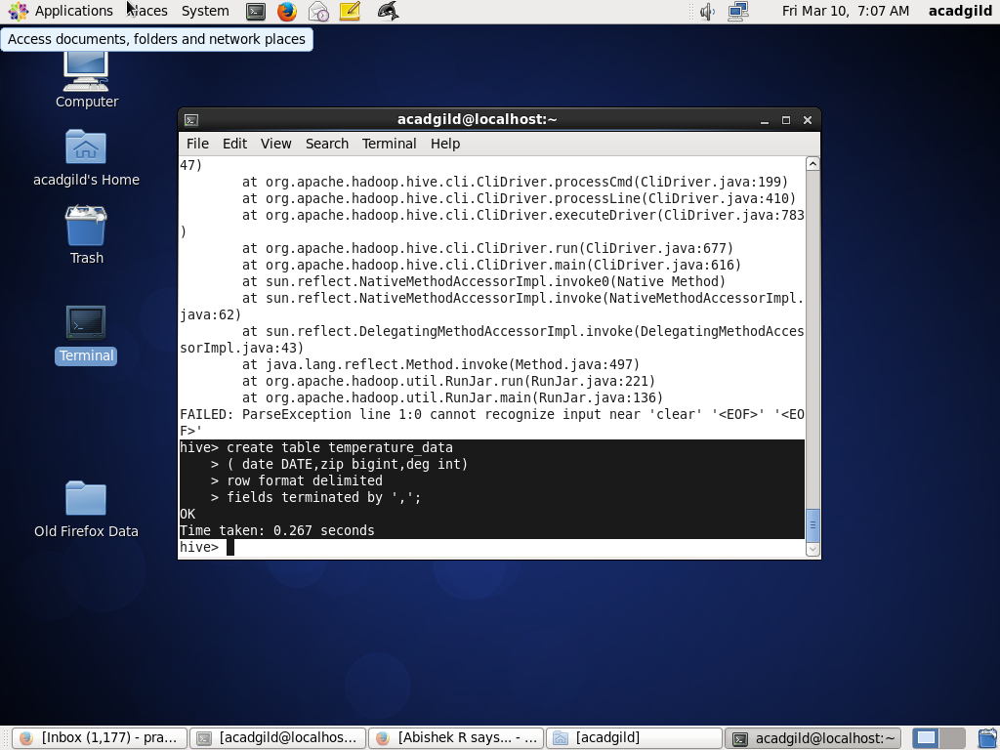 Applications Places System Fri Mar 10, 7:07 AM acadgild
Access documents, folders and network places
Computer
acadgild's Home
Trash
Terminal
Old Firefox Data
acadgild@localhost:~
File Edit View Search Terminal Help
47)
at org.apache.hadoop.hive.cli.CliDriver.processCmd(CliDriver.java:199)
at org.apache.hadoop.hive.cli.CliDriver.processLine(CliDriver.java:410)
at org.apache.hadoop.hive.cli.CliDriver.executeDriver(CliDriver.java:783
)
at org.apache.hadoop.hive.cli.CliDriver.run(CliDriver.java:677)
at org.apache.hadoop.hive.cli.CliDriver.main(CliDriver.java:616)
at sun.reflect.NativeMethodAccessorImpl.invoke0(Native Method)
at sun.reflect.NativeMethodAccessorImpl.invoke(NativeMethodAccessorImpl.
java:62)
at sun.reflect.DelegatingMethodAccessorImpl.invoke(DelegatingMethodAcces
sorImpl.java:43)
at java.lang.reflect.Method.invoke(Method.java:497)
at org.apache.hadoop.util.RunJar.run(RunJar.java:221)
at org.apache.hadoop.util.RunJar.main(RunJar.java:136)
FAILED: ParseException line 1:0 cannot recognize input near 'clear' '<EOF>' '<EO
F>'
hive> create table temperature_data
> ( date DATE,zip bigint,deg int)
> row format delimited
> fields terminated by ',';
OK
Time taken: 0.267 seconds
hive>
[Inbox (1,177) - pra... [acadgild@localhos... [Abishek R says... - ... [acadgild] acadgild@localhost:~